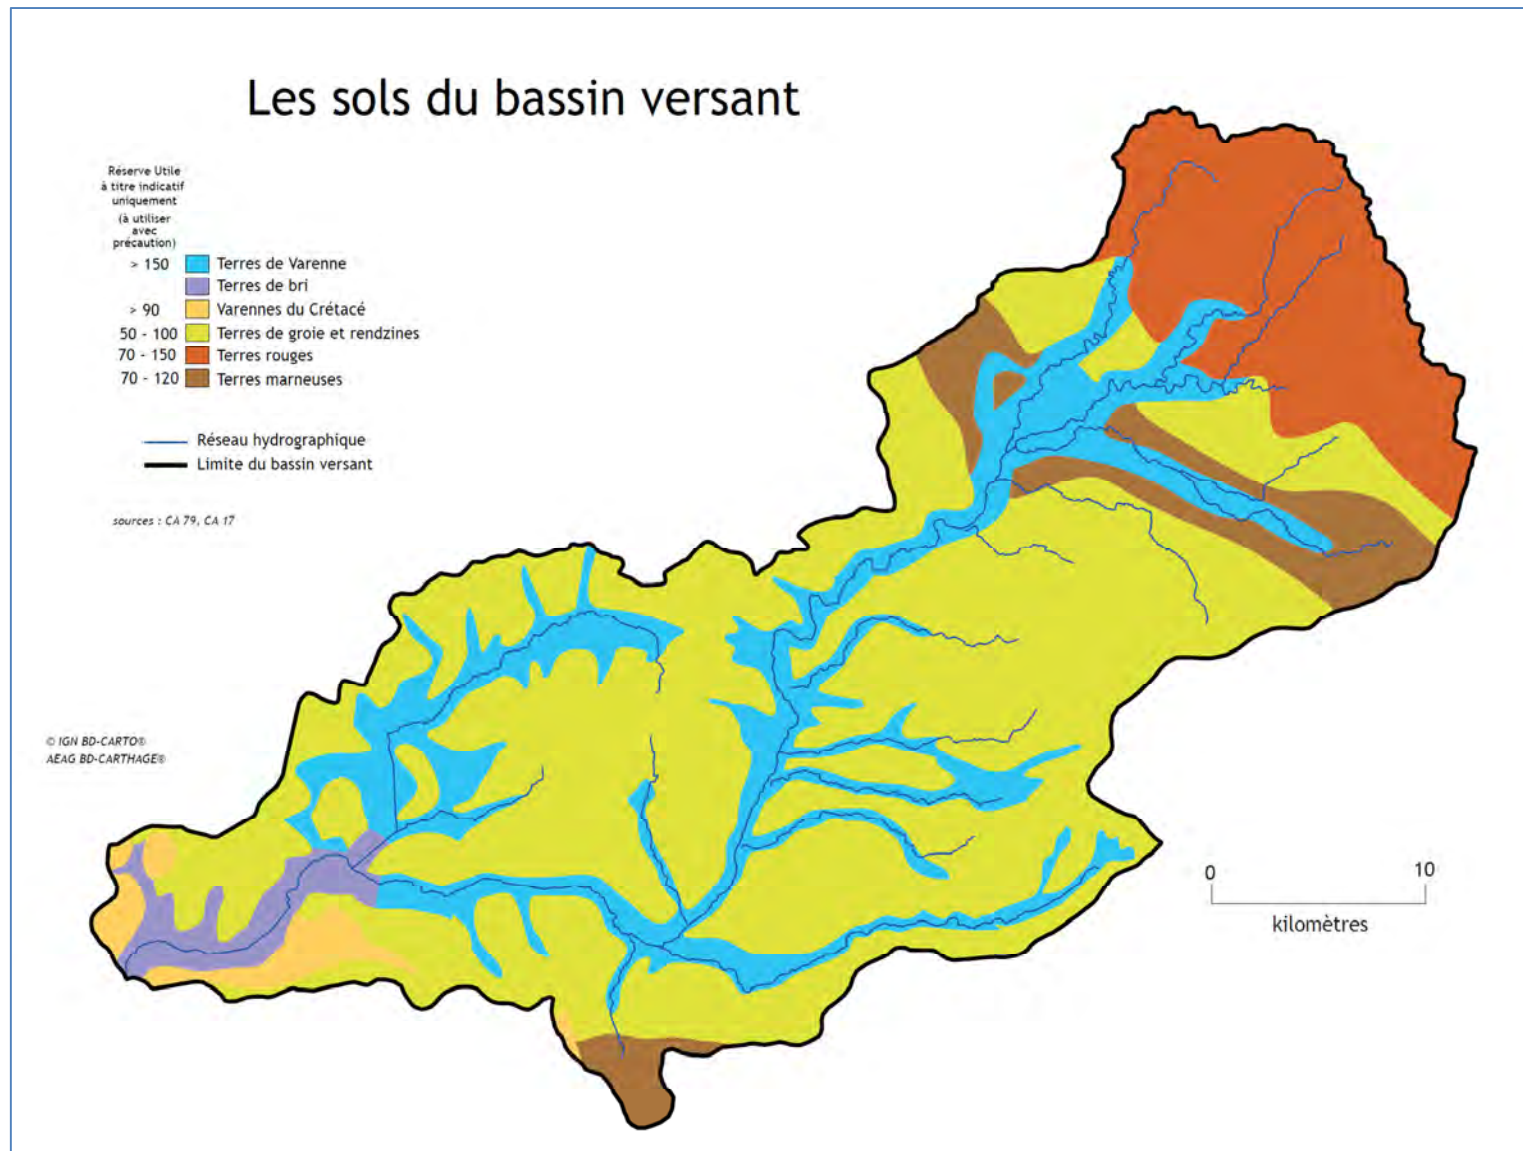 Les sols du bassin versant
Réserve Utile
à titre indicatif
uniquement
(à utiliser
avec
précaution)
> 150 Terres de Varenne
Terres de bri
> 90 Varennes du Crétacé
50 - 100 Terres de groie et rendzines
70 - 150 Terres rouges
70 - 120 Terres marneuses
Réseau hydrographique
Limite du bassin versant
sources : CA 79, CA 17
© IGN BD-CARTO®
AEAG BD-CARTHAGE®
0 10
kilomètres